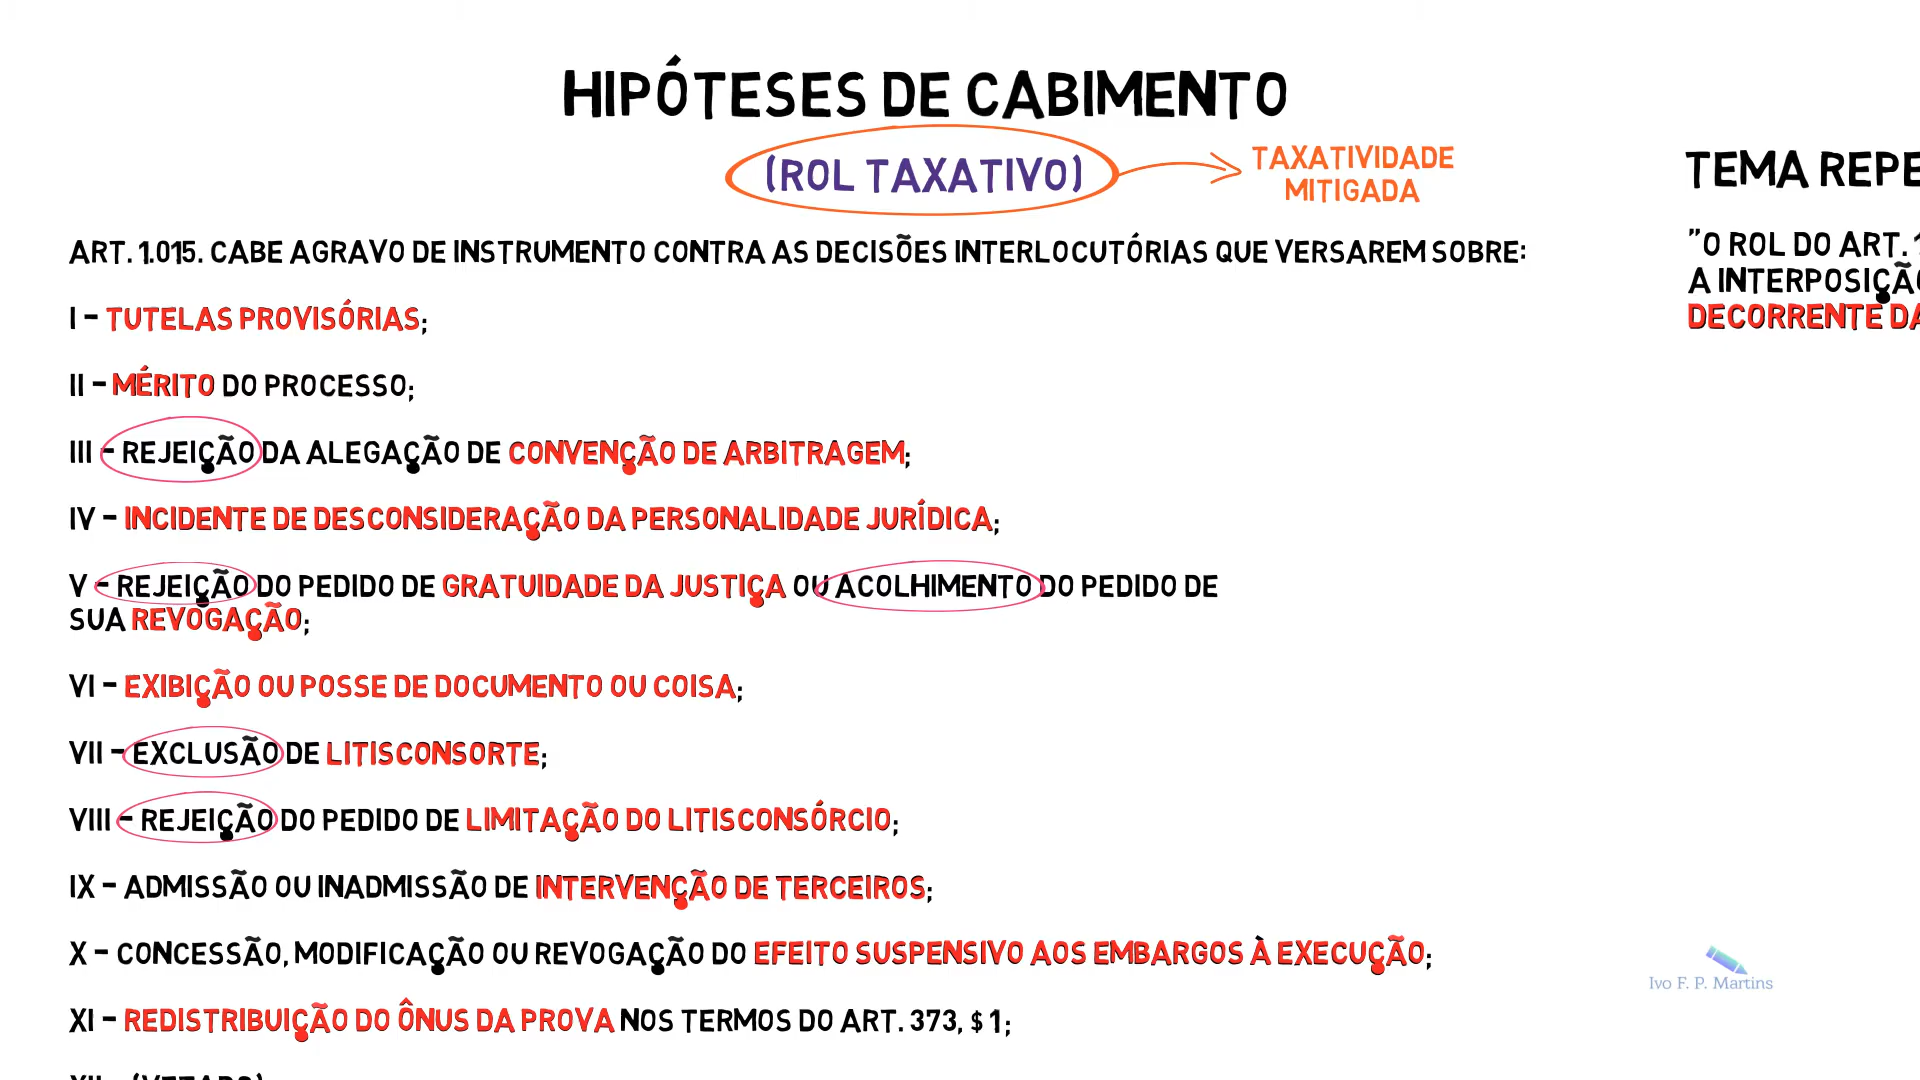 HIPÓTESES DE CABIMENTO
(ROL TAXATIVO)
TAXATIVIDADE
MITIGADA
ART. 1.015. CABE AGRAVO DE INSTRUMENTO CONTRA AS DECISÕES INTERLOCUTÓRIAS QUE VERSAREM SOBRE:
I - TUTELAS PROVISÓRIAS;
II - MÉRITO DO PROCESSO;
III - REJEIÇÃO DA ALEGAÇÃO DE CONVENÇÃO DE ARBITRAGEM;
IV - INCIDENTE DE DESCONSIDERAÇÃO DA PERSONALIDADE JURÍDICA;
V - REJEIÇÃO DO PEDIDO DE GRATUIDADE DA JUSTIÇA OU ACOLHIMENTO DO PEDIDO DE
SUA REVOGAÇÃO;
VI - EXIBIÇÃO OU POSSE DE DOCUMENTO OU COISA;
VII - EXCLUSÃO DE LITISCONSORTE;
VIII - REJEIÇÃO DO PEDIDO DE LIMITAÇÃO DO LITISCONSÓRCIO;
IX - ADMISSÃO OU INADMISSÃO DE INTERVENÇÃO DE TERCEIROS;
X - CONCESSÃO, MODIFICAÇÃO OU REVOGAÇÃO DO EFEITO SUSPENSIVO AOS EMBARGOS À EXECUÇÃO;
XI - REDISTRIBUIÇÃO DO ÔNUS DA PROVA NOS TERMOS DO ART. 373, $ 1;
XII - (VETADO)
TEMA REPE
"O ROL DO ART.
A INTERPOSIÇÃ
DECORRENTE DA
Ivo F. P. Martins